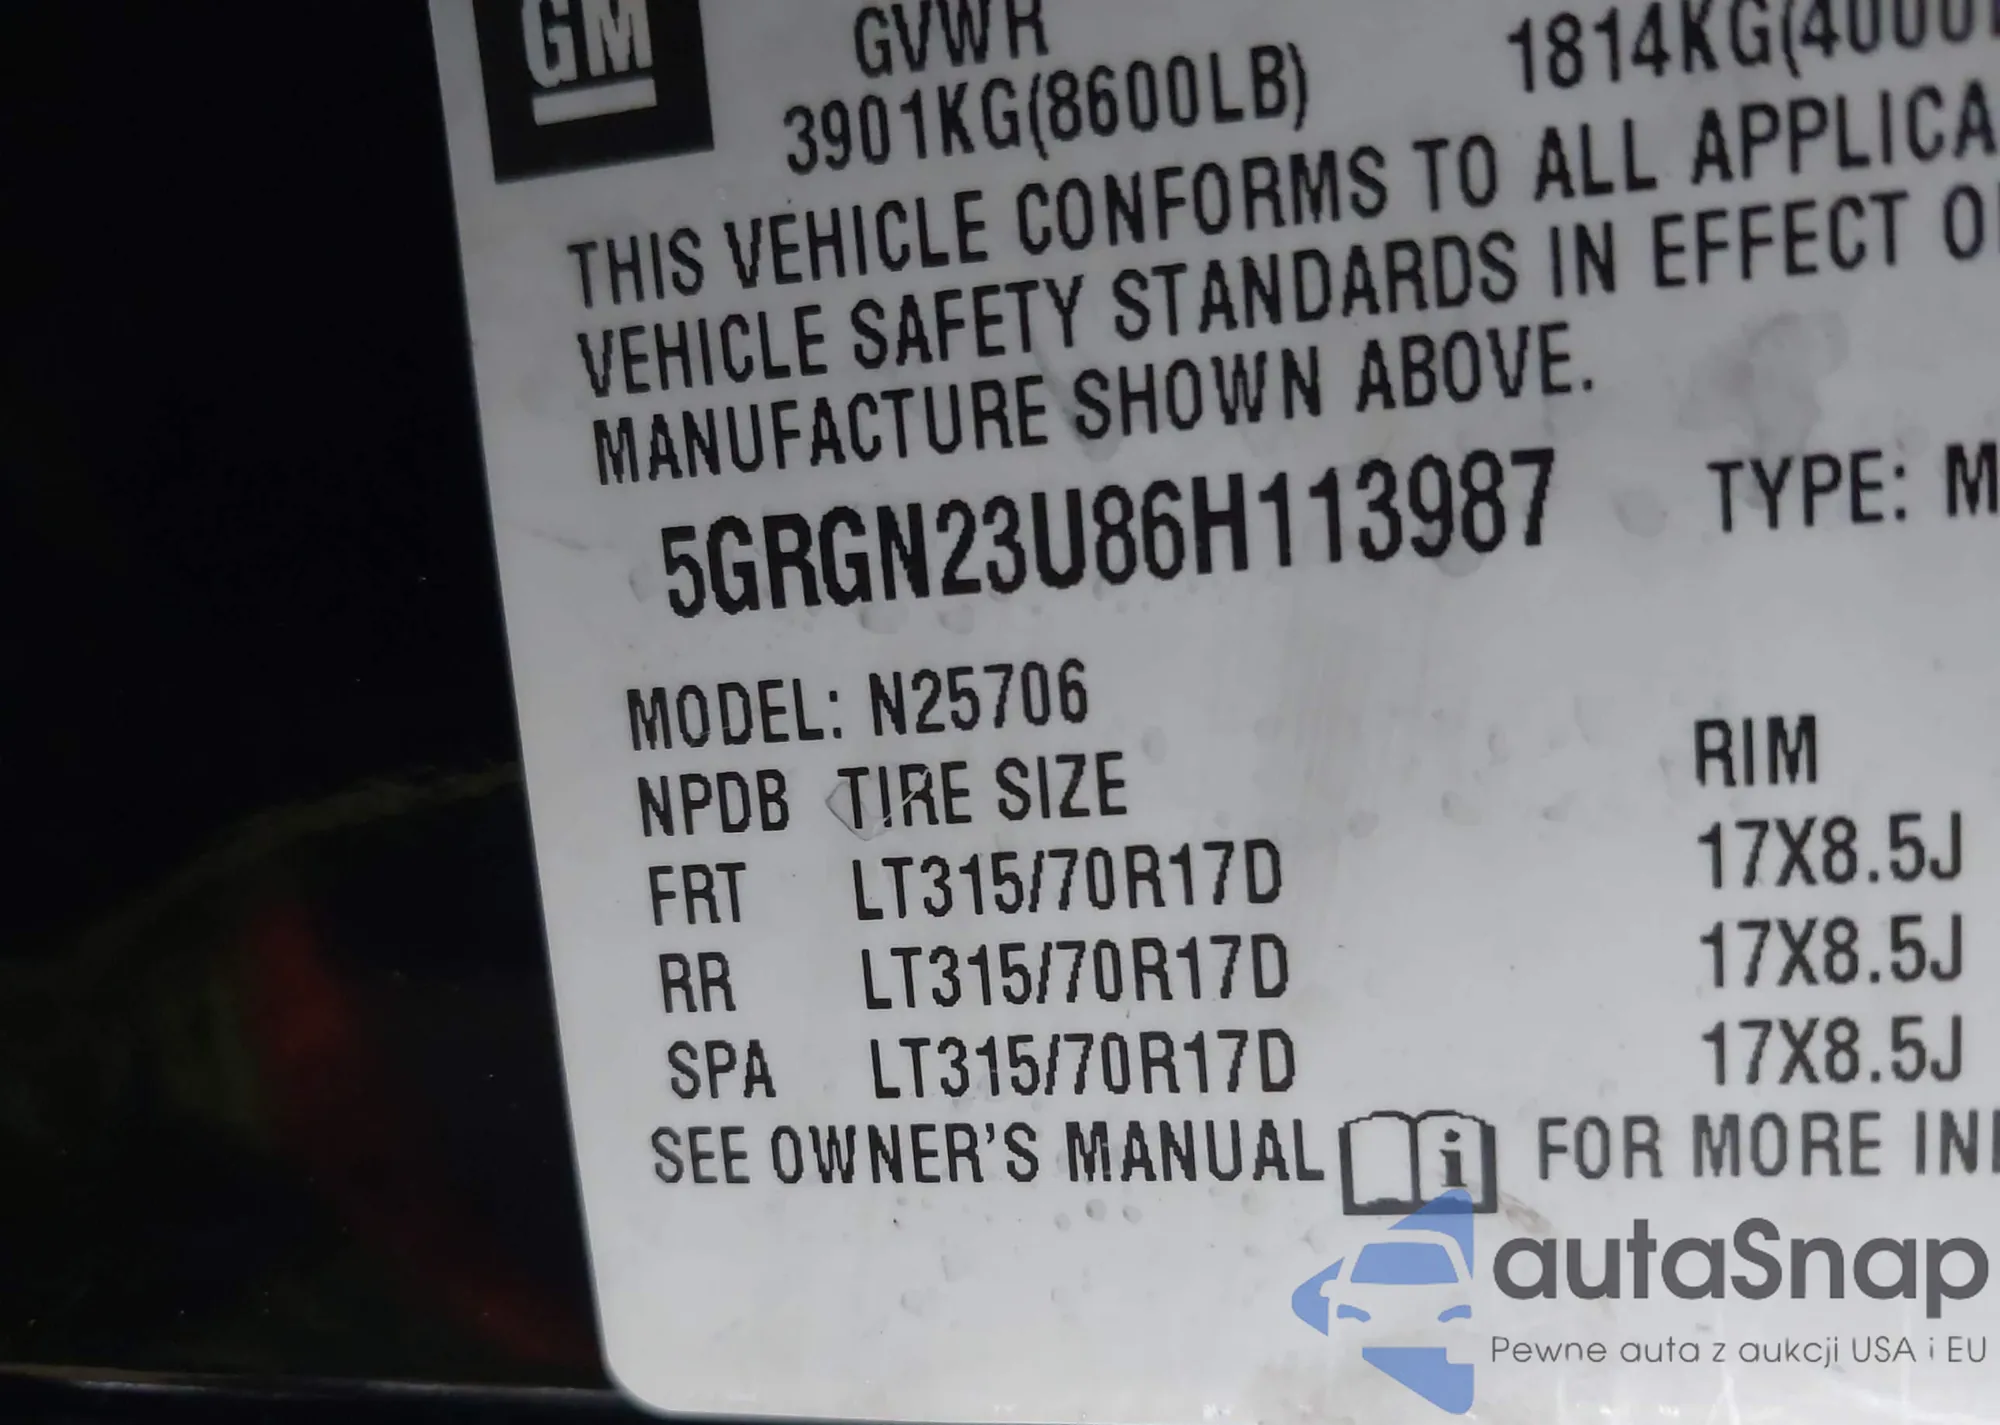 GM
GVWR
3901KG(8600LB)
1814KG(4000
THIS VEHICLE CONFORMS TO ALL APPLICA
VEHICLE SAFETY STANDARDS IN EFFECT O
MANUFACTURE SHOWN ABOVE.
5GRGN23U86H113987 TYPE: M
MODEL: N25706
NPDB TIRE SIZE RIM
FRT LT315/70R17D 17X8.5J
RR LT315/70R17D 17X8.5J
SPA LT315/70R17D 17X8.5J
SEE OWNER'S MANUAL i FOR MORE IN
autaSnap
Pewne auta z aukcji USA i EU